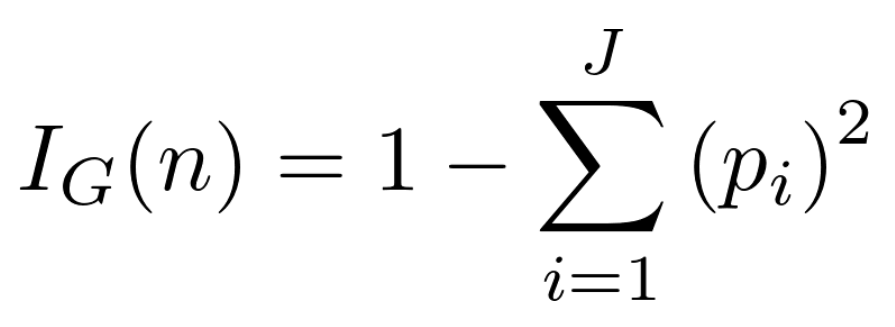 I_G(n) = 1 - \sum_{i=1}^{J} (p_i)^2